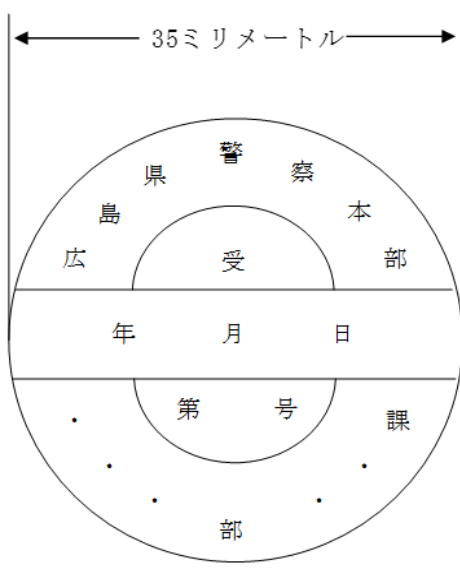 35ミリメートル
広島県警察本部
受
年月日
第号
・・・部・・課